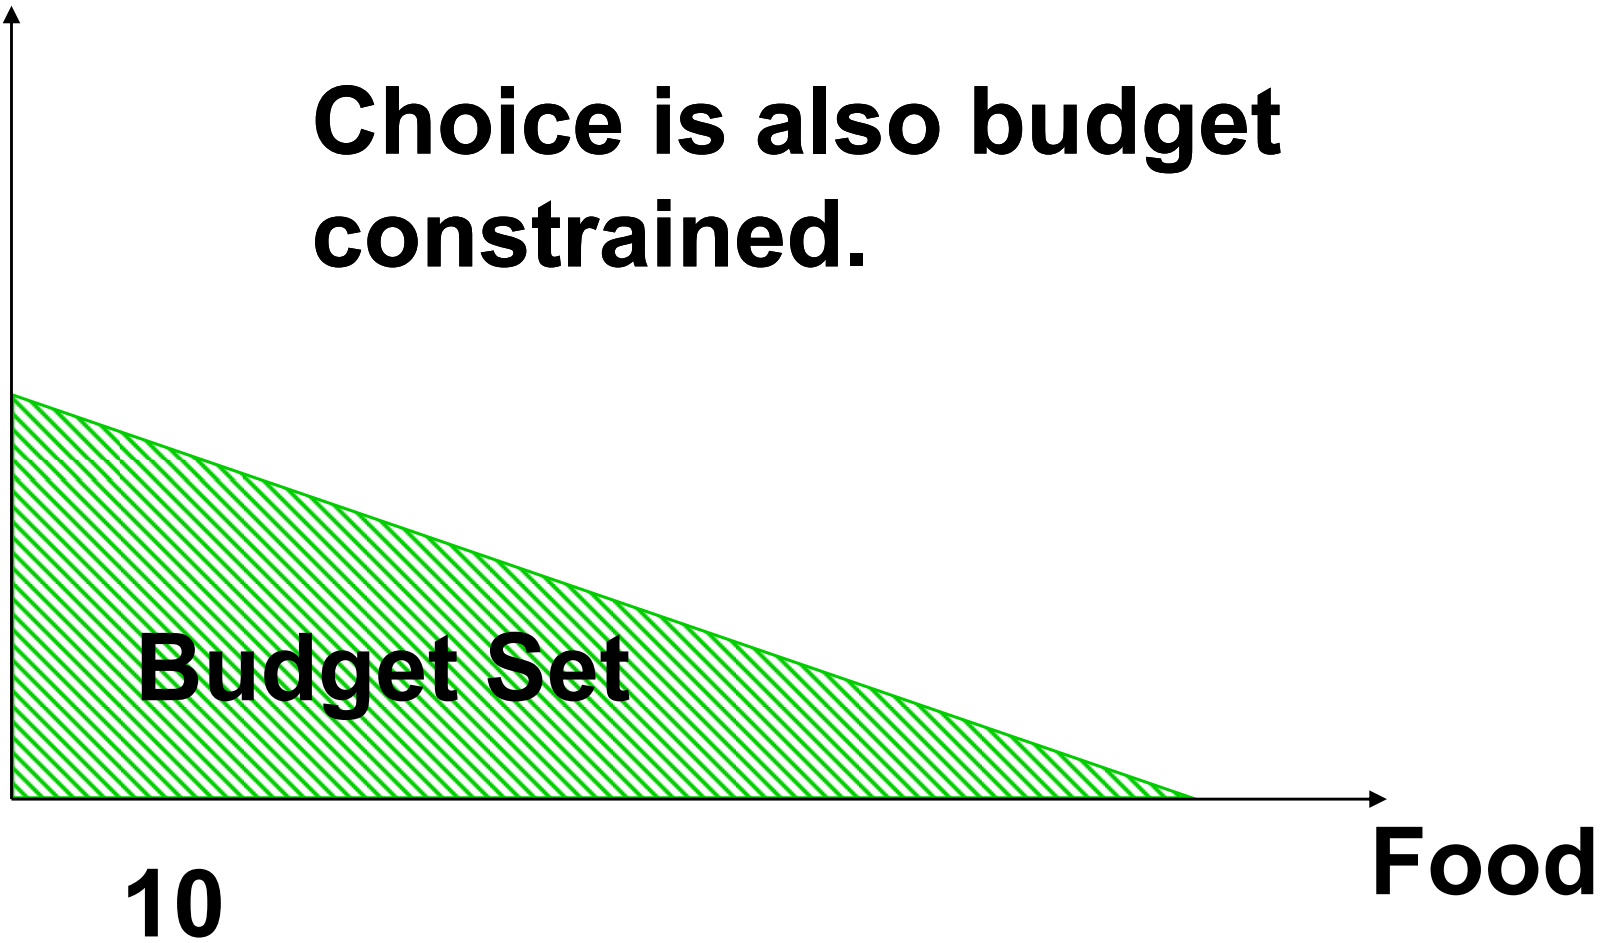 Choice is also budget
constrained.
Budget Set
Food
10